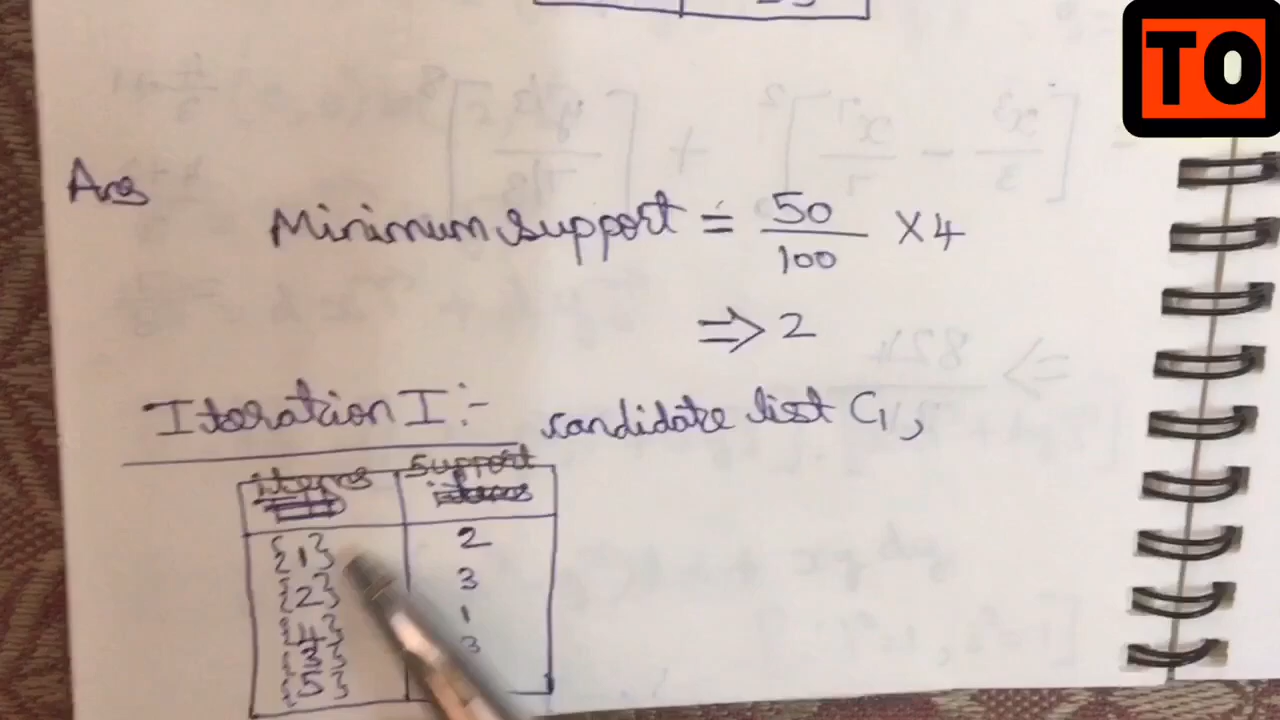 TO
Ans
Minimum support = 50/100 × 4
⇒ 2
Iteration I :- candidate list C1,
items support
{1} 2
{2} 3
{4} 1
{3} 3
{5}